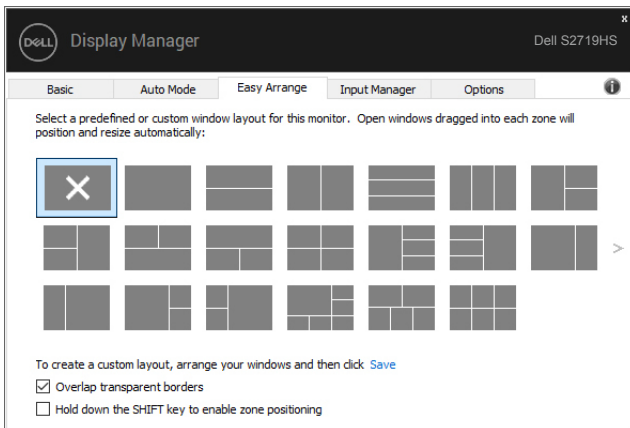 x
DELL Display Manager
Dell S2719HS
Basic Auto Mode Easy Arrange Input Manager Options
Select a predefined or custom window layout for this monitor. Open windows dragged into each zone will
position and resize automatically:
>
To create a custom layout, arrange your windows and then click Save
Overlap transparent borders
Hold down the SHIFT key to enable zone positioning